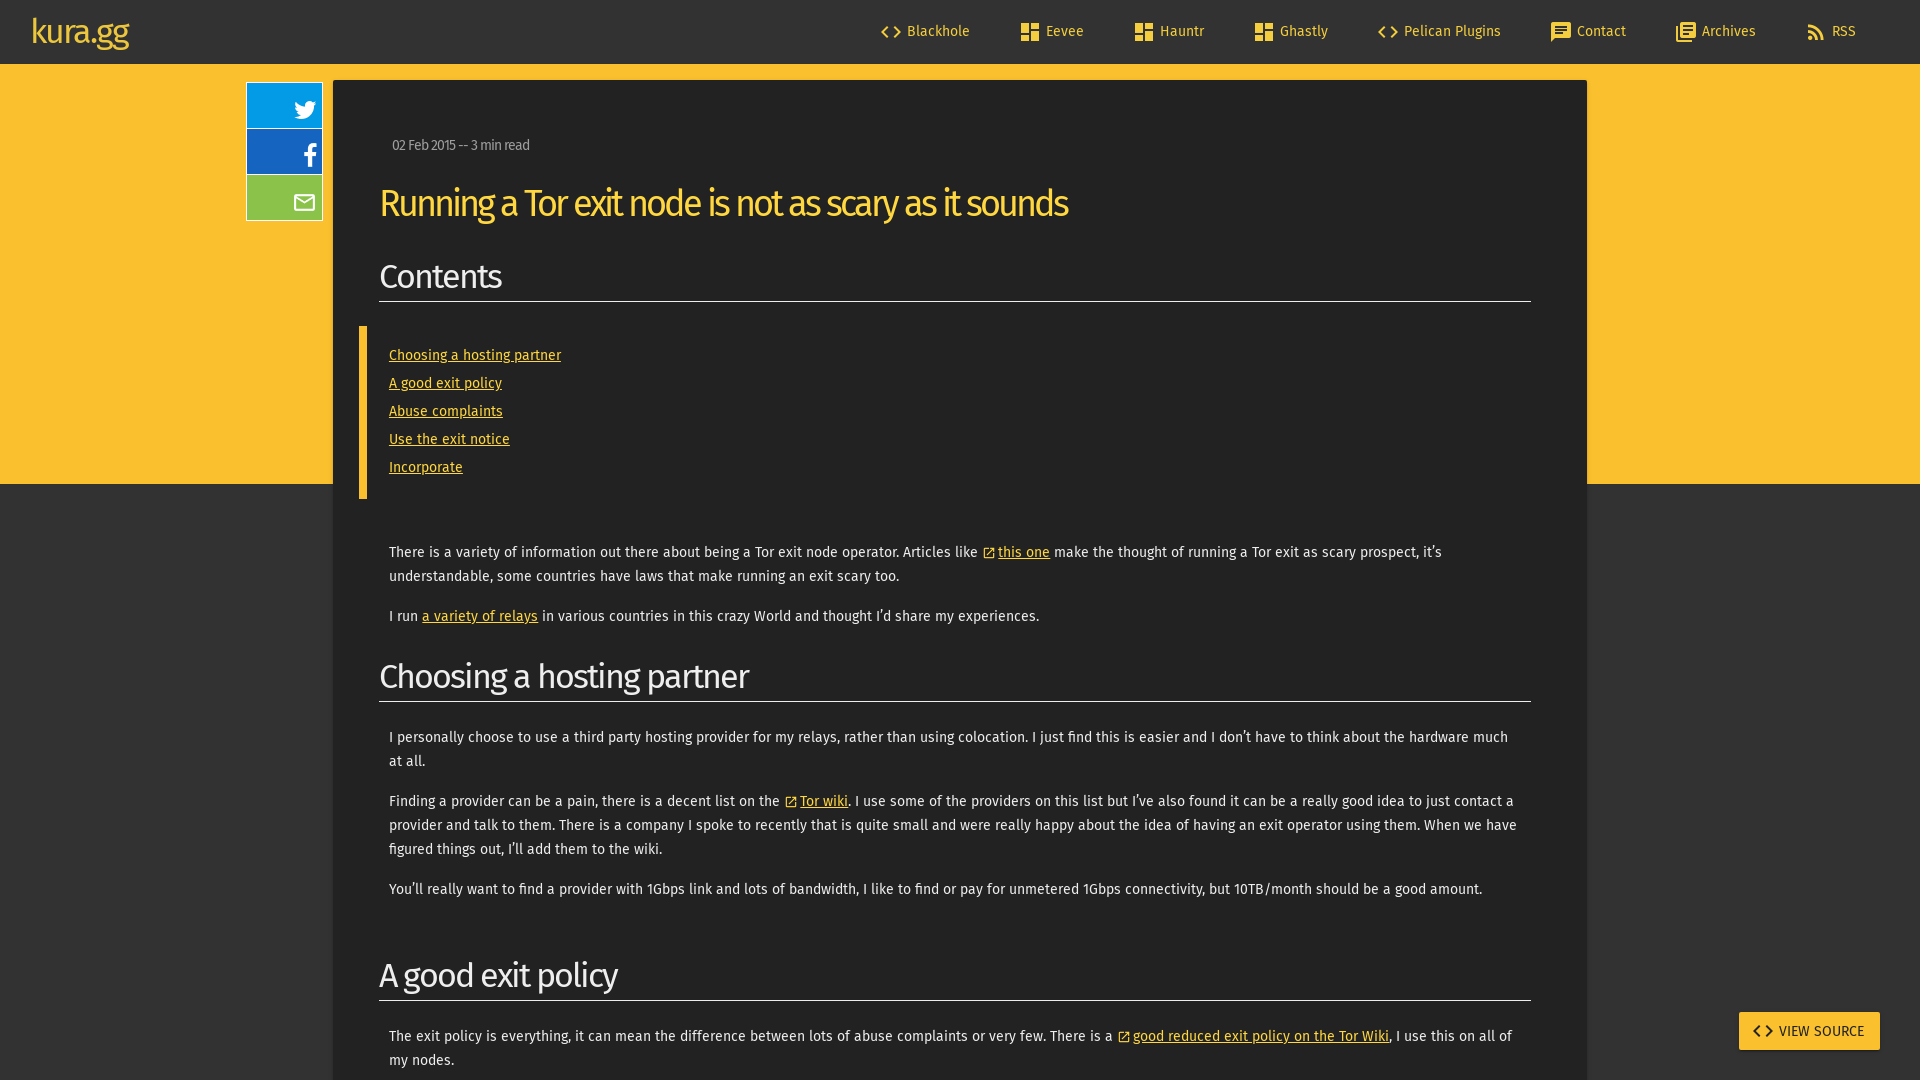 kura.gg
Blackhole
Eevee
Hauntr
Ghastly
Pelican Plugins
Contact
Archives
RSS
02 Feb 2015 -- 3 min read
Running a Tor exit node is not as scary as it sounds
Contents
Choosing a hosting partner
A good exit policy
Abuse complaints
Use the exit notice
Incorporate
There is a variety of information out there about being a Tor exit node operator. Articles like this one make the thought of running a Tor exit as scary prospect, it’s
understandable, some countries have laws that make running an exit scary too.
I run a variety of relays in various countries in this crazy World and thought I’d share my experiences.
Choosing a hosting partner
I personally choose to use a third party hosting provider for my relays, rather than using colocation. I just find this is easier and I don’t have to think about the hardware much
at all.
Finding a provider can be a pain, there is a decent list on the Tor wiki. I use some of the providers on this list but I’ve also found it can be a really good idea to just contact a
provider and talk to them. There is a company I spoke to recently that is quite small and were really happy about the idea of having an exit operator using them. When we have
figured things out, I’ll add them to the wiki.
You’ll really want to find a provider with 1Gbps link and lots of bandwidth, I like to find or pay for unmetered 1Gbps connectivity, but 10TB/month should be a good amount.
A good exit policy
The exit policy is everything, it can mean the difference between lots of abuse complaints or very few. There is a good reduced exit policy on the Tor Wiki, I use this on all of
my nodes.
VIEW SOURCE